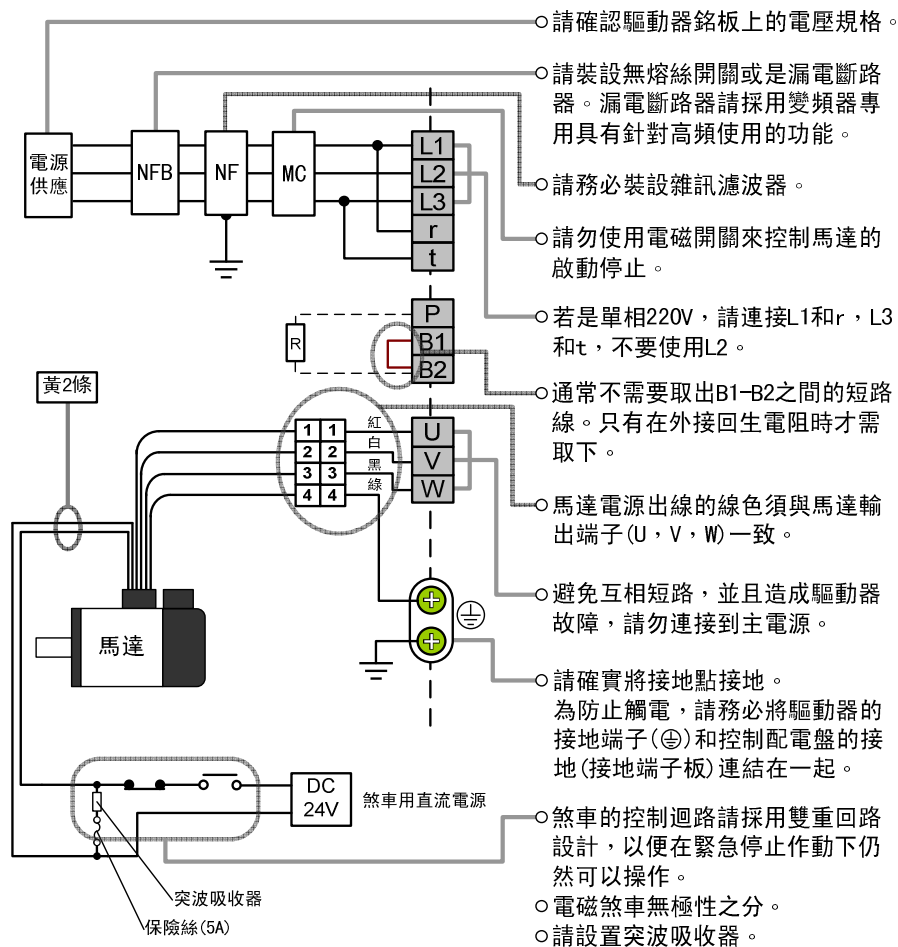 請確認驅動器銘板上的電壓規格。
請裝設無熔絲開關或是漏電斷路
器。漏電斷路器請採用變頻器專
用具有針對高頻使用的功能。
請務必裝設雜訊濾波器。
請勿使用電磁開關來控制馬達的
啟動停止。
若是單相220V，請連接L1和r，L3
和t，不要使用L2。
通常不需要取出B1-B2之間的短路
線。只有在外接回生電阻時才需
取下。
馬達電源出線的線色須與馬達輸
出端子(U，V，W)一致。
避免互相短路，並且造成驅動器
故障，請勿連接到主電源。
請確實將接地點接地。
為防止觸電，請務必將驅動器的
接地端子(⏚)和控制配電盤的接
地(接地端子板)連結在一起。
煞車的控制迴路請採用雙重回路
設計，以便在緊急停止作動下仍
然可以操作。
電磁煞車無極性之分。
請設置突波吸收器。
電源
供應
NFB
NF
MC
L1
L2
L3
r
t
P
B1
B2
R
黃2條
1 1
2 2
3 3
4 4
紅
白
黑
綠
U
V
W
馬達
DC
24V
煞車用直流電源
突波吸收器
保險絲(5A)